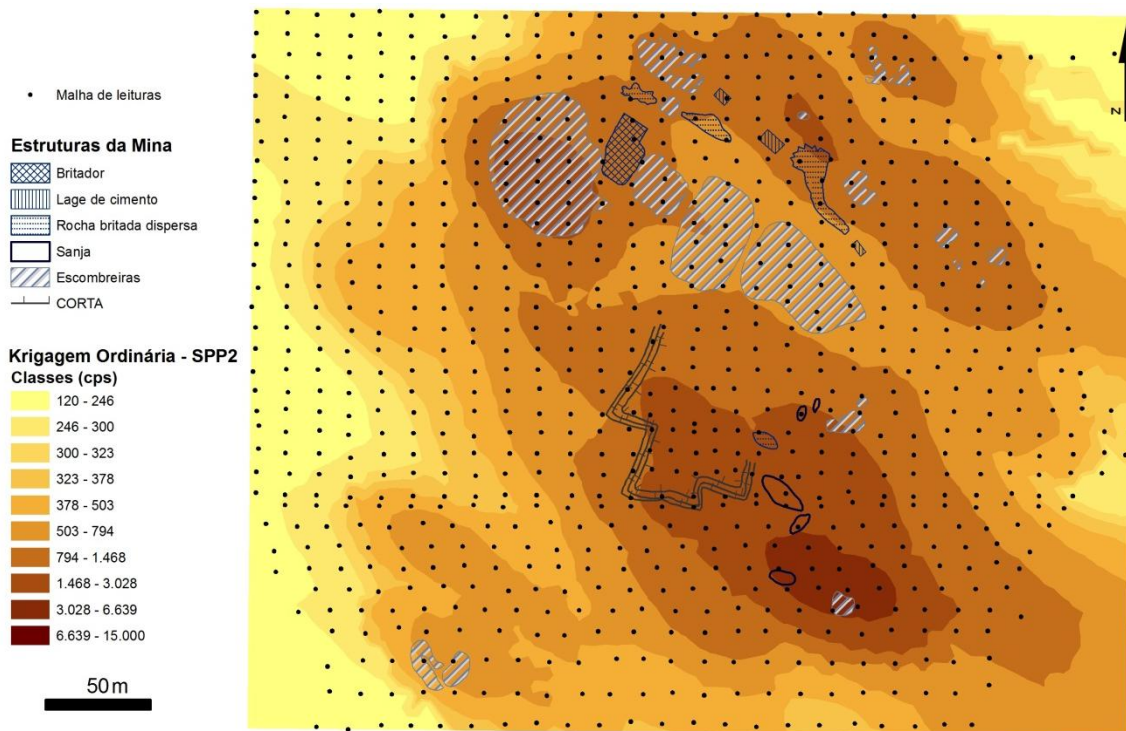 Malha de leituras
Estruturas da Mina
Britador
Lage de cimento
Rocha britada dispersa
Sanja
Escombreiras
CORTA
Krigagem Ordinária - SPP2
Classes (cps)
120 - 246
246 - 300
300 - 323
323 - 378
378 - 503
503 - 794
794 - 1.468
1.468 - 3.028
3.028 - 6.639
6.639 - 15.000
50 m
N